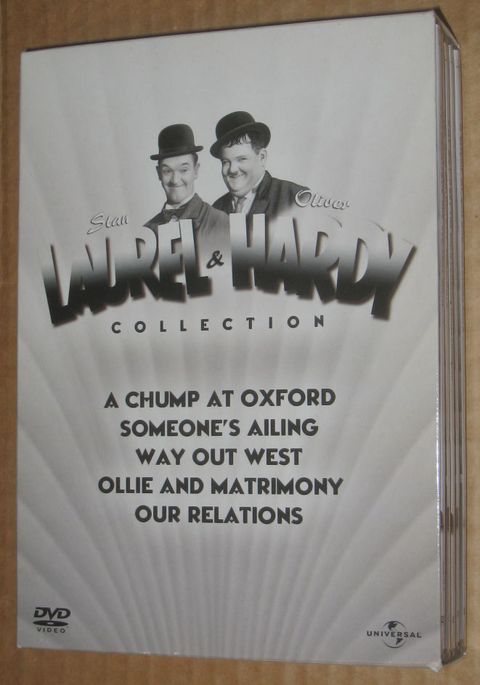 Stan
Oliver
LAUREL & HARDY
COLLECTION
A CHUMP AT OXFORD
SOMEONE'S AILING
WAY OUT WEST
OLLIE AND MATRIMONY
OUR RELATIONS
DVD
VIDEO
UNIVERSAL